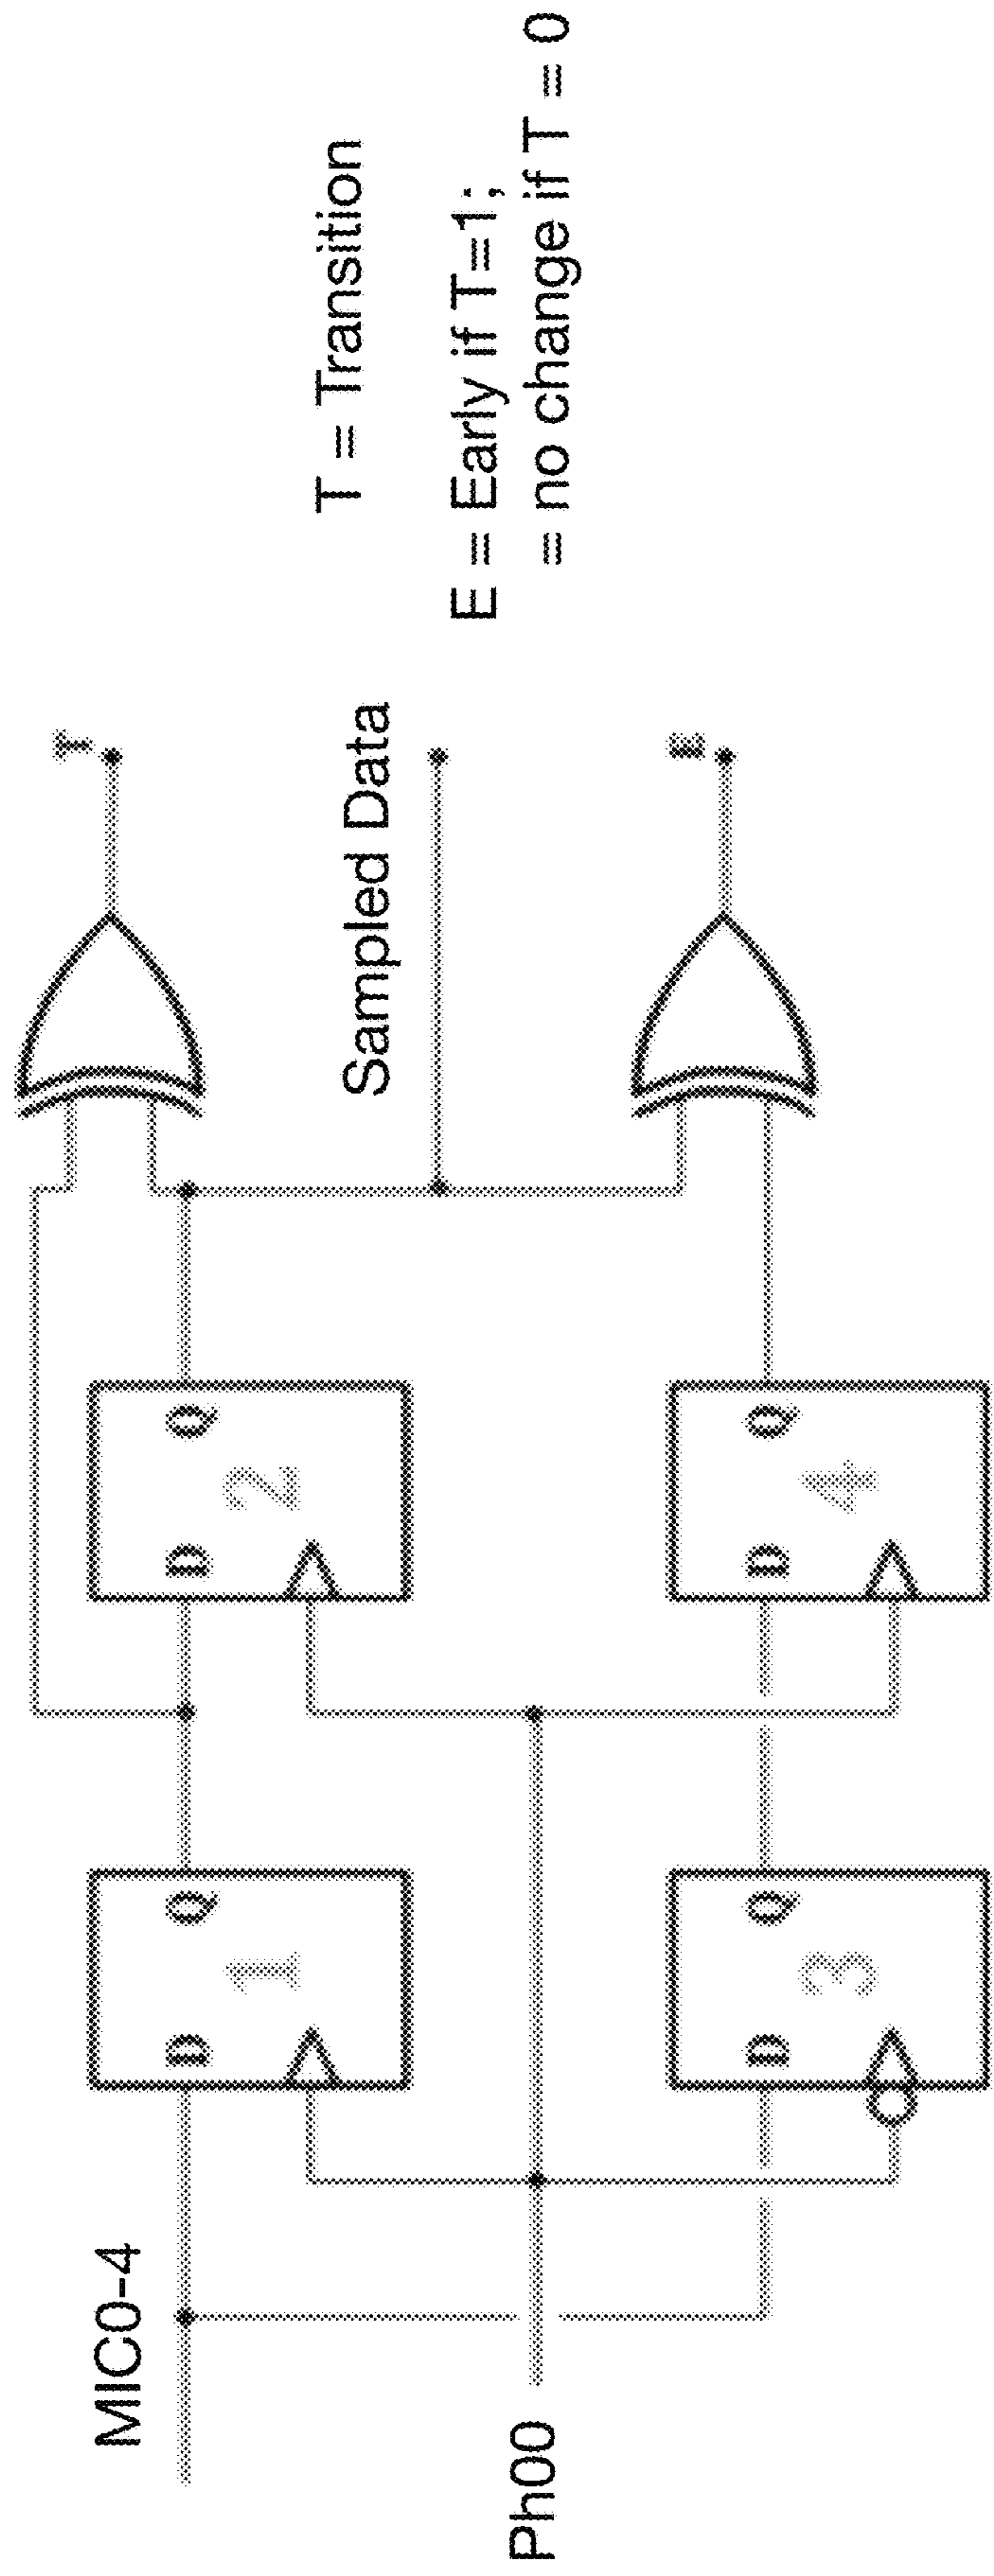 MIC0-4
Ph00
D Q
1
D Q
2
D Q
3
D Q
4
T
Sampled Data
E
T = Transition
E = Early if T=1;
= no change if T = 0